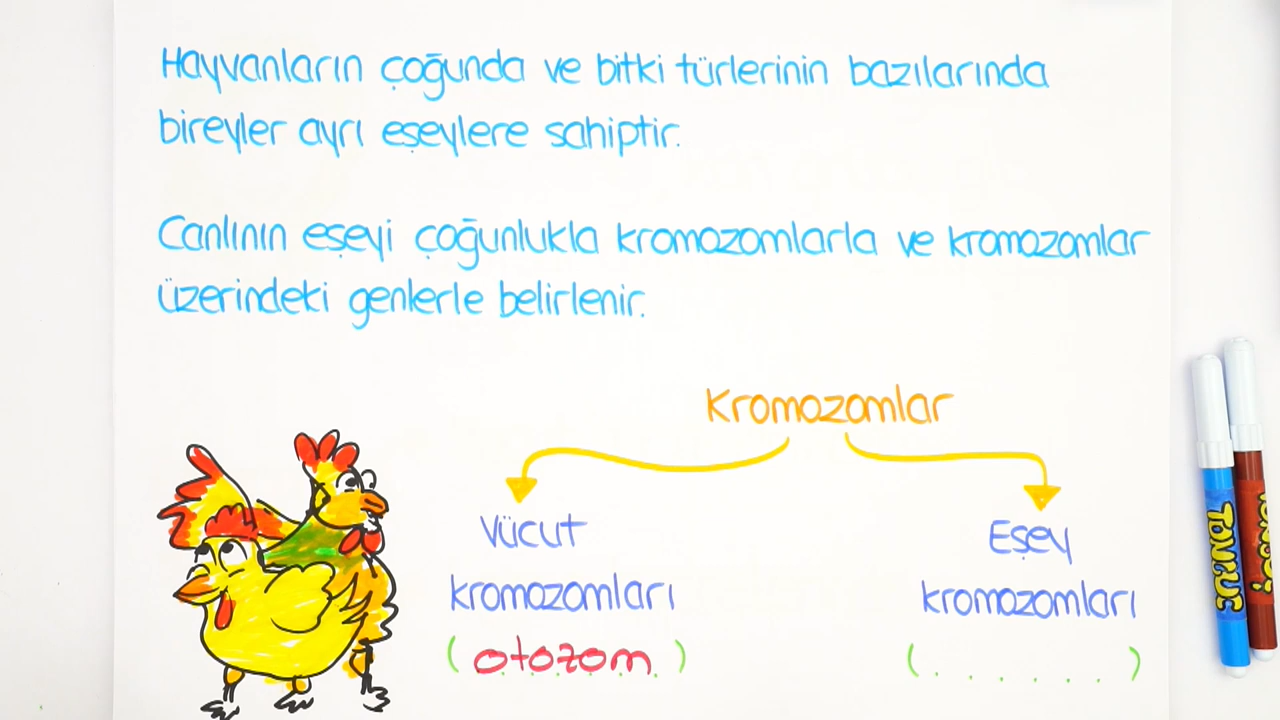 Hayvanların çoğunda ve bitki türlerinin bazılarında
bireyler ayrı eşeylere sahiptir.
Canlının eşeyi çoğunlukla kromozomlarla ve kromozomlar
üzerindeki genlerle belirlenir.
Kromozomlar
Vücut
kromozomları
(otozom)
Eşey
kromozomları
(. . . . . .)